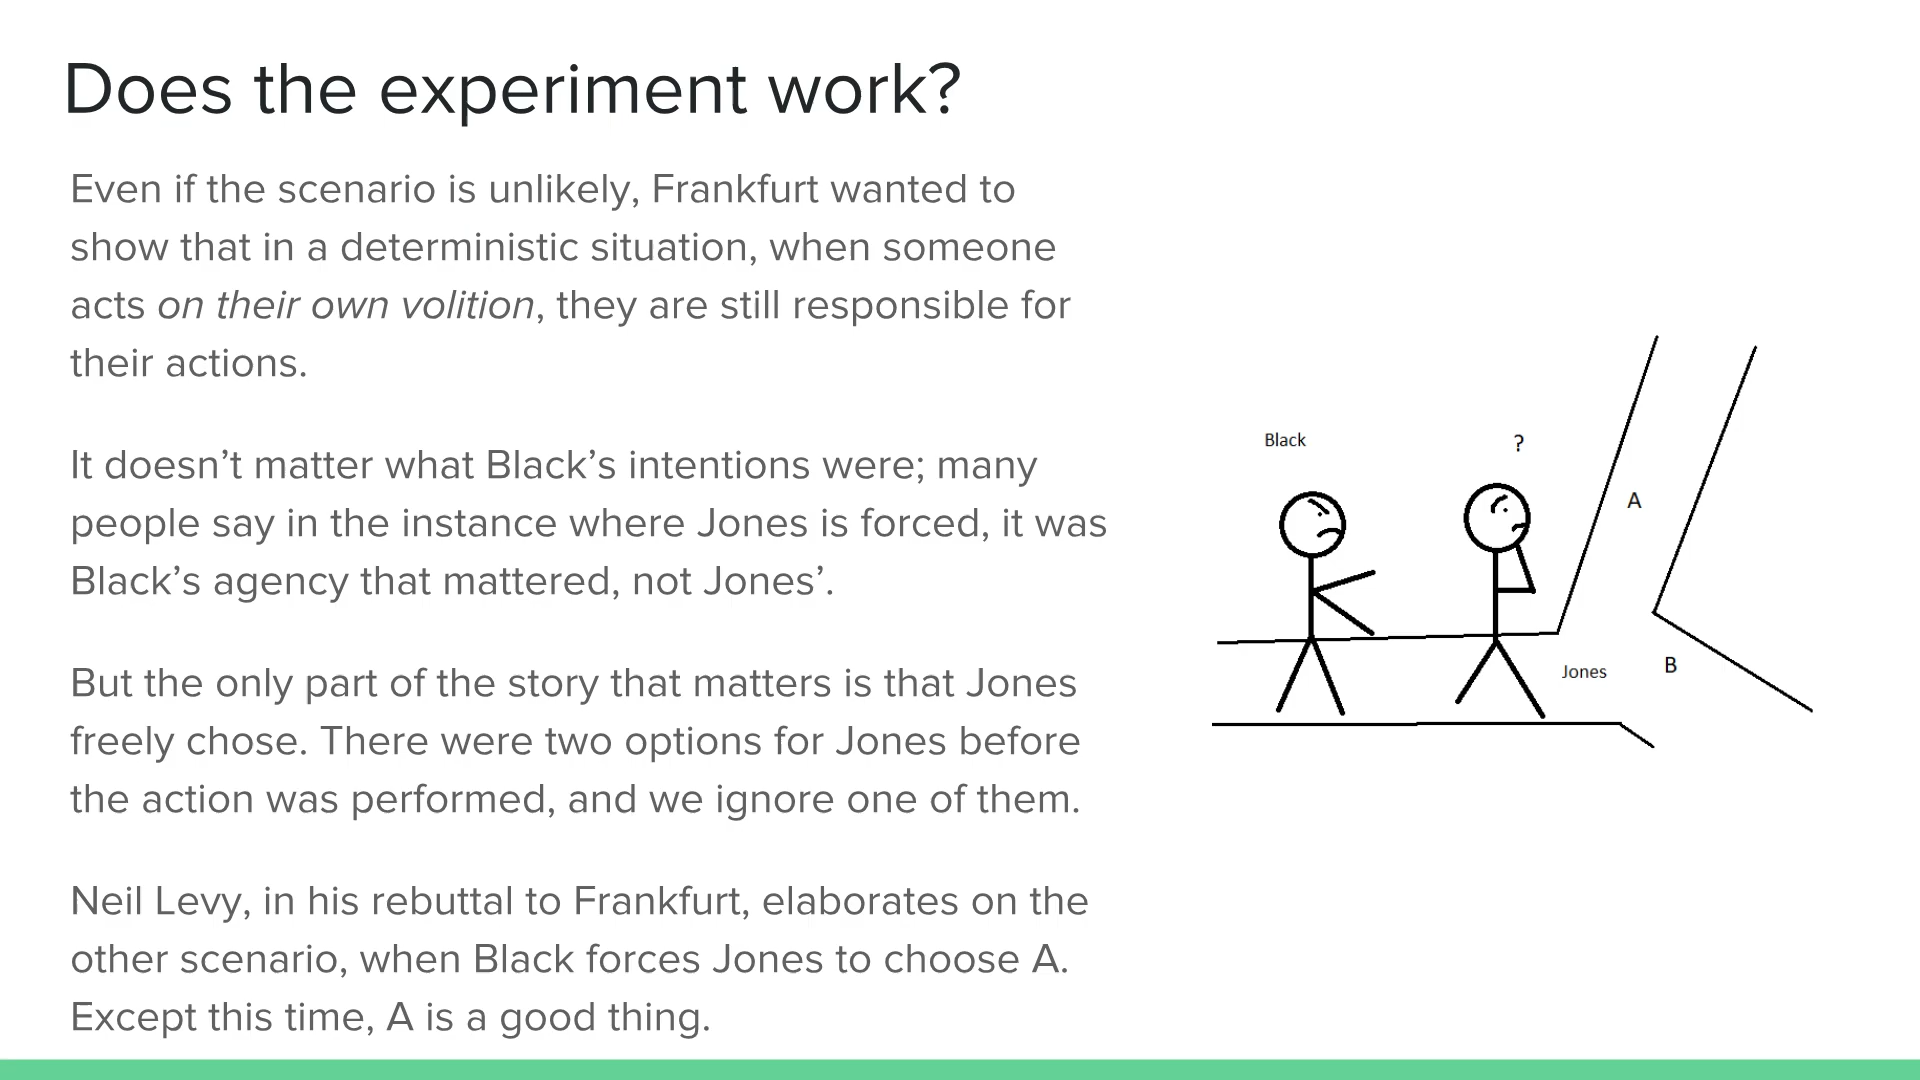 Does the experiment work?
Even if the scenario is unlikely, Frankfurt wanted to
show that in a deterministic situation, when someone
acts on their own volition, they are still responsible for
their actions.
It doesn’t matter what Black’s intentions were; many
people say in the instance where Jones is forced, it was
Black’s agency that mattered, not Jones’.
But the only part of the story that matters is that Jones
freely chose. There were two options for Jones before
the action was performed, and we ignore one of them.
Neil Levy, in his rebuttal to Frankfurt, elaborates on the
other scenario, when Black forces Jones to choose A.
Except this time, A is a good thing.
Black
?
A
Jones
B